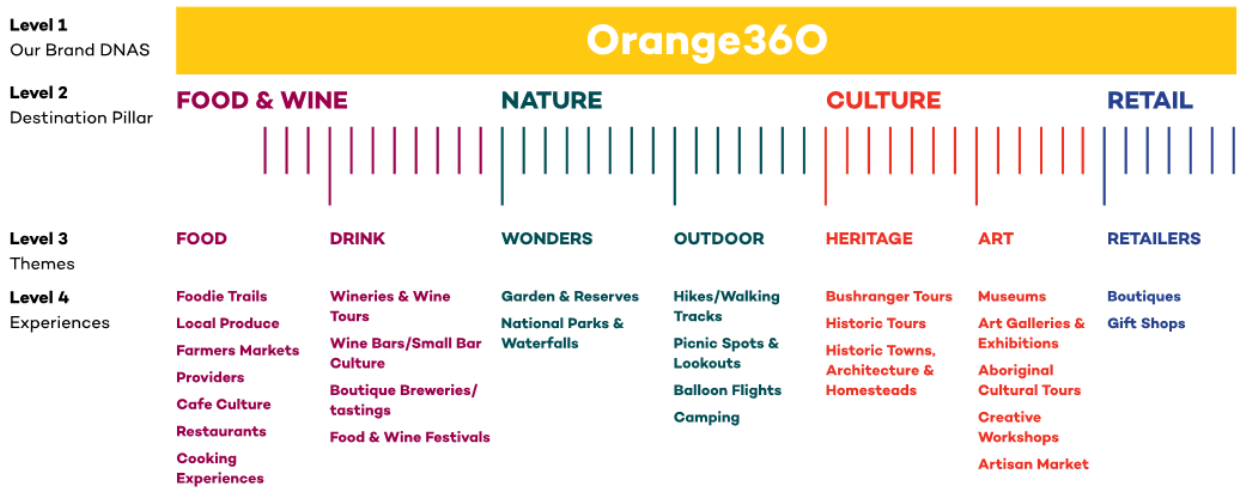 Level 1
Our Brand DNAS
Orange360
Level 2
Destination Pillar
FOOD & WINE
NATURE
CULTURE
RETAIL
Level 3
Themes
FOOD
DRINK
WONDERS
OUTDOOR
HERITAGE
ART
RETAILERS
Level 4
Experiences
Foodie Trails
Local Produce
Farmers Markets
Providers
Cafe Culture
Restaurants
Cooking
Experiences
Wineries & Wine
Tours
Wine Bars/Small Bar
Culture
Boutique Breweries/
tastings
Food & Wine Festivals
Garden & Reserves
National Parks &
Waterfalls
Hikes/Walking
Tracks
Picnic Spots &
Lookouts
Balloon Flights
Camping
Bushranger Tours
Historic Tours
Historic Towns,
Architecture &
Homesteads
Museums
Art Galleries &
Exhibitions
Aboriginal
Cultural Tours
Creative
Workshops
Artisan Market
Boutiques
Gift Shops